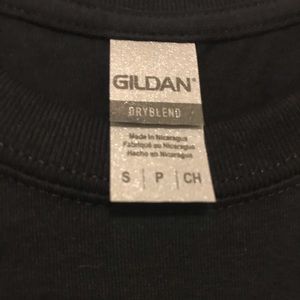 GILDAN®
DRYBLEND
Made in Nicaragua
Fabriqué au Nicaragua
Hecho en Nicaragua
S | P | CH